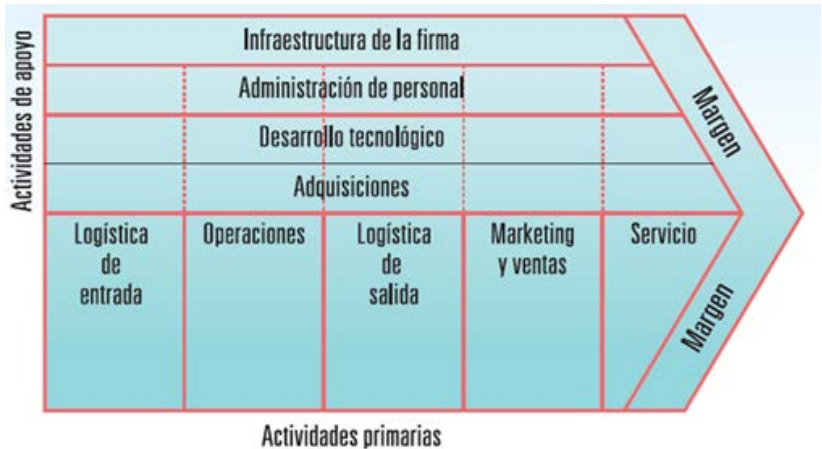 Actividades de apoyo
Infraestructura de la firma
Administración de personal
Desarrollo tecnológico
Adquisiciones
Logística
de
entrada
Operaciones
Logística
de
salida
Marketing
y ventas
Servicio
Margen
Margen
Actividades primarias